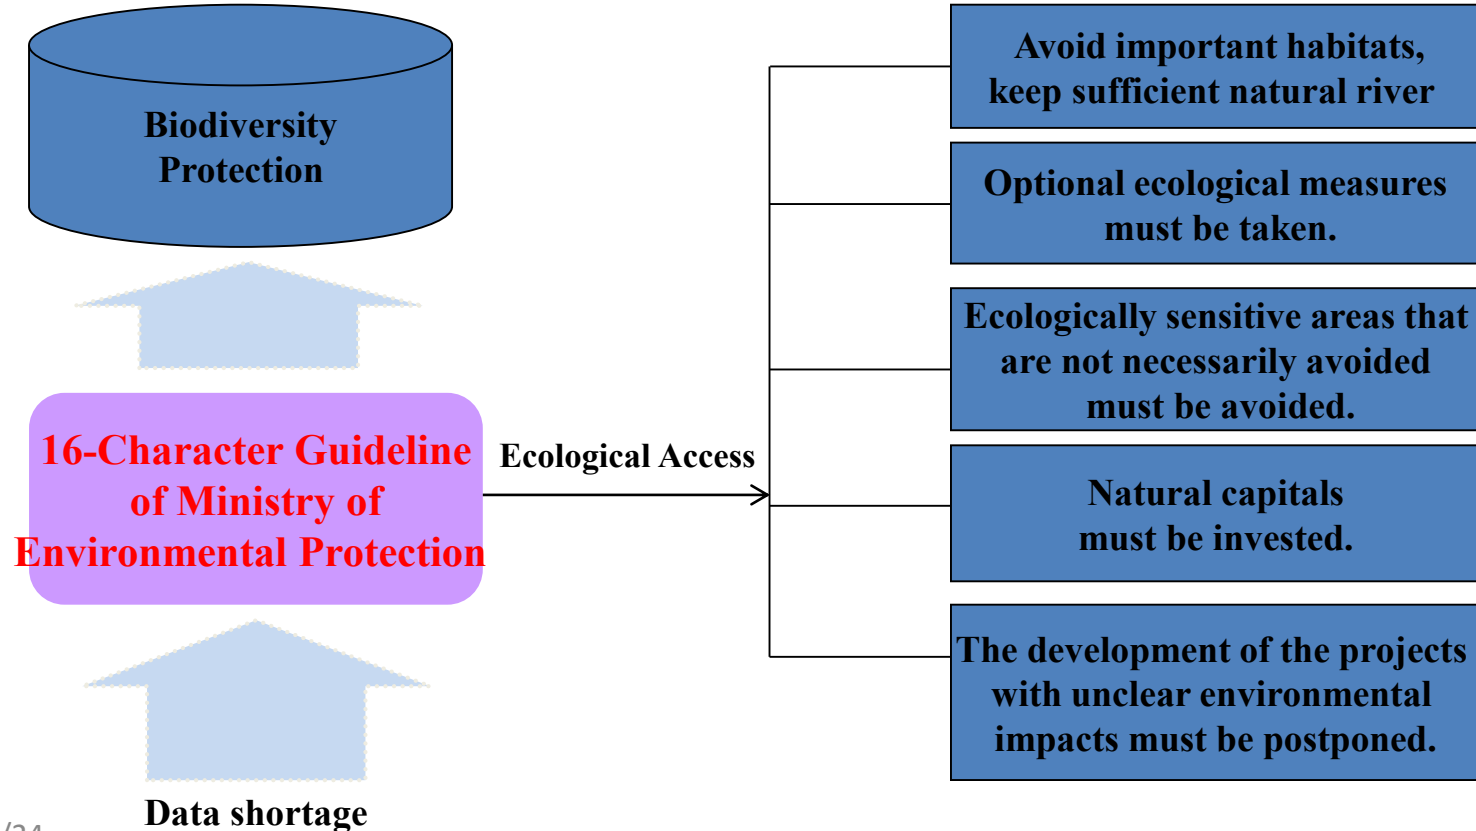 Biodiversity
Protection
16-Character Guideline
of Ministry of
Environmental Protection
Data shortage
Ecological Access
Avoid important habitats,
keep sufficient natural river
Optional ecological measures
must be taken.
Ecologically sensitive areas that
are not necessarily avoided
must be avoided.
Natural capitals
must be invested.
The development of the projects
with unclear environmental
impacts must be postponed.